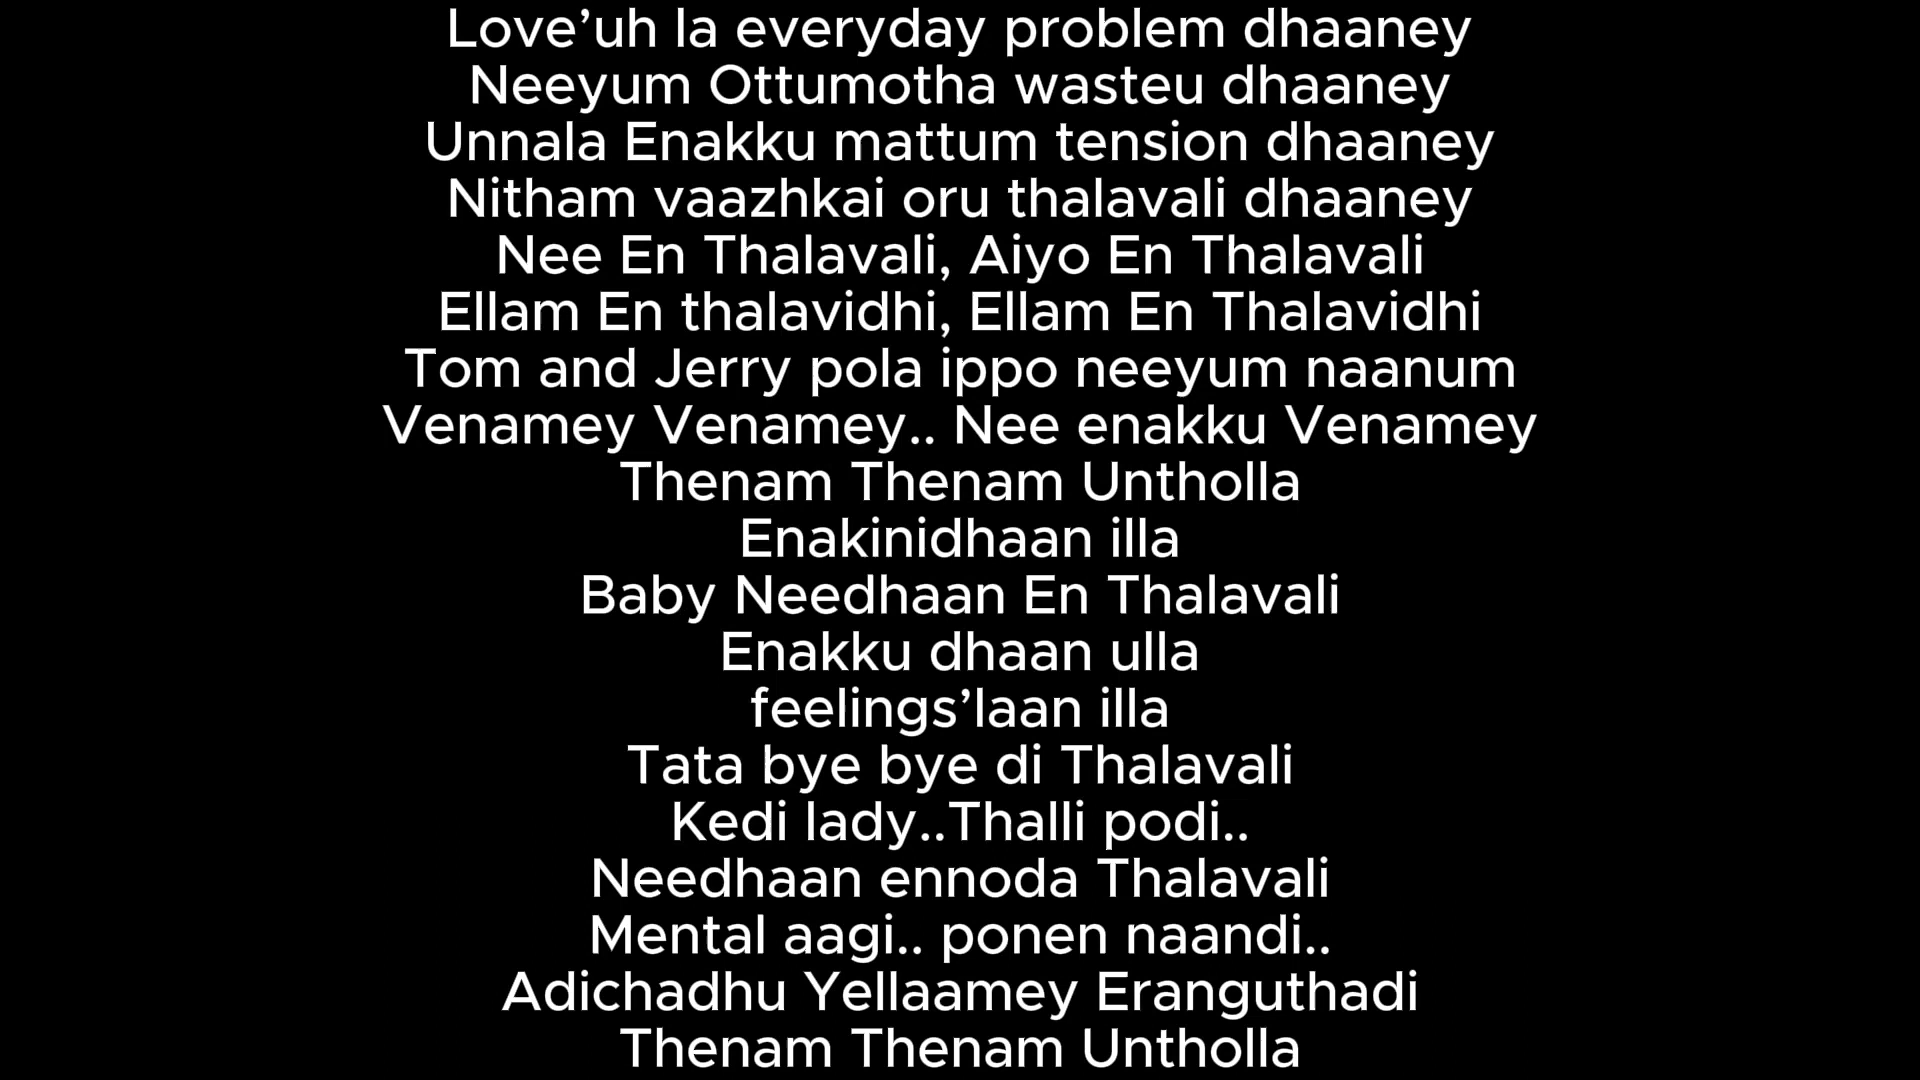 Love’uh la everyday problem dhaaney
Neeyum Ottumotha wasteu dhaaney
Unnala Enakku mattum tension dhaaney
Nitham vaazhkai oru thalavali dhaaney
Nee En Thalavali, Aiyo En Thalavali
Ellam En thalavidhi, Ellam En Thalavidhi
Tom and Jerry pola ippo neeyum naanum
Venamey Venamey.. Nee enakku Venamey
Thenam Thenam Untholla
Enakinidhaan illa
Baby Needhaan En Thalavali
Enakku dhaan ulla
feelings’laan illa
Tata bye bye di Thalavali
Kedi lady..Thalli podi..
Needhaan ennoda Thalavali
Mental aagi.. ponen naandi..
Adichadhu Yellaamey Eranguthadi
Thenam Thenam Untholla